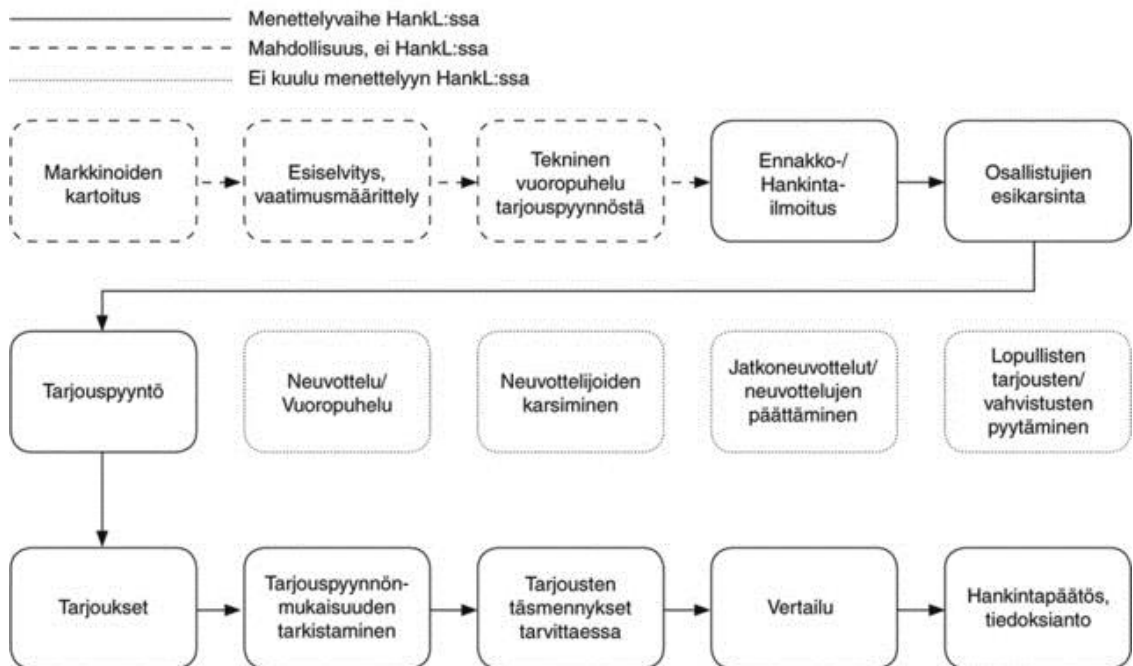 Menettelyvaihe HankL:ssa
Mahdollisuus, ei HankL:ssa
Ei kuulu menettelyyn HankL:ssa
Markkinoiden
kartoitus
Esiselvitys,
vaatimusmäärittely
Tekninen
vuoropuhelu
tarjouspyynnöstä
Ennakko-/
Hankinta-
ilmoitus
Osallistujien
esikarsinta
Tarjouspyyntö
Neuvottelu/
Vuoropuhelu
Neuvottelijoiden
karsiminen
Jatkoneuvottelut/
neuvottelujen
päättäminen
Lopullisten
tarjousten/
vahvistusten
pyytäminen
Tarjoukset
Tarjouspyynnön-
mukaisuuden
tarkistaminen
Tarjousten
täsmennykset
tarvittaessa
Vertailu
Hankintapäätös,
tiedoksianto